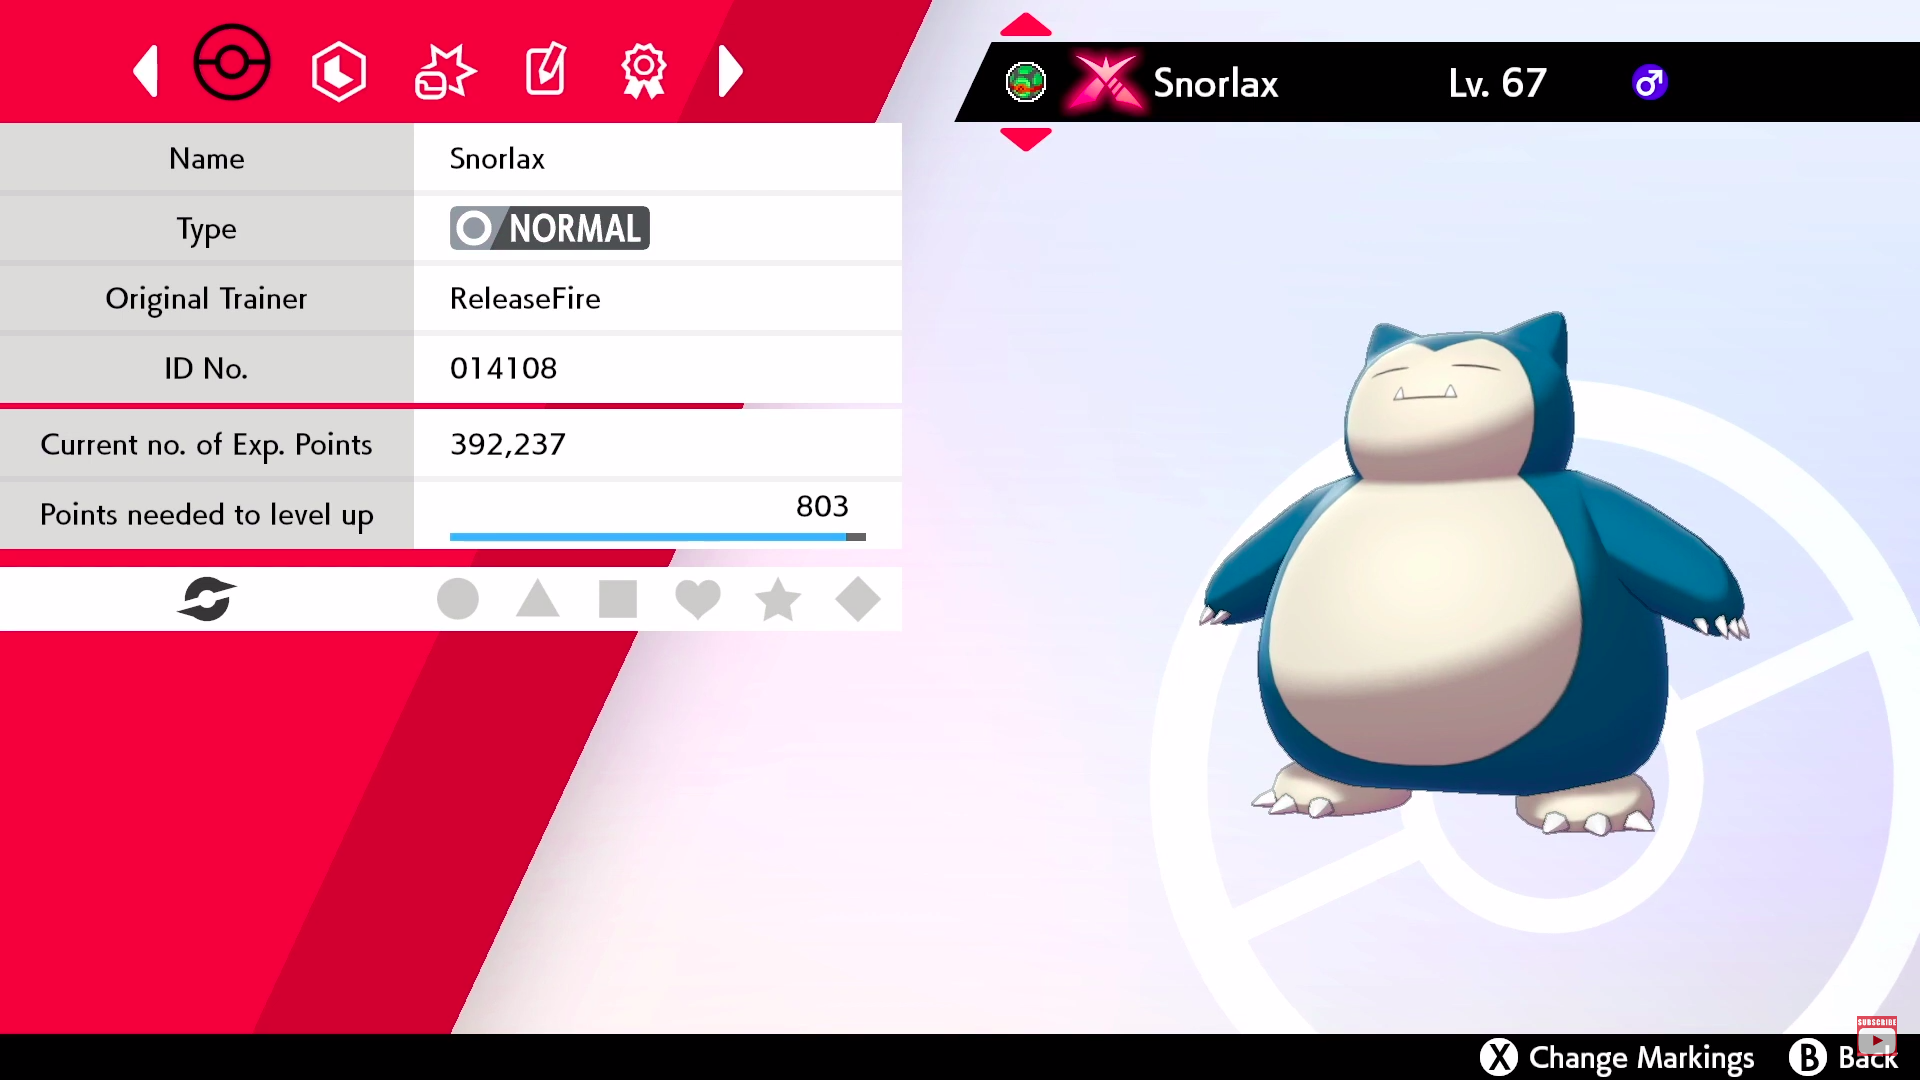 Snorlax Lv. 67
Name Snorlax
Type NORMAL
Original Trainer ReleaseFire
ID No. 014108
Current no. of Exp. Points 392,237
Points needed to level up 803
SUBSCRIBE
X Change Markings B Back